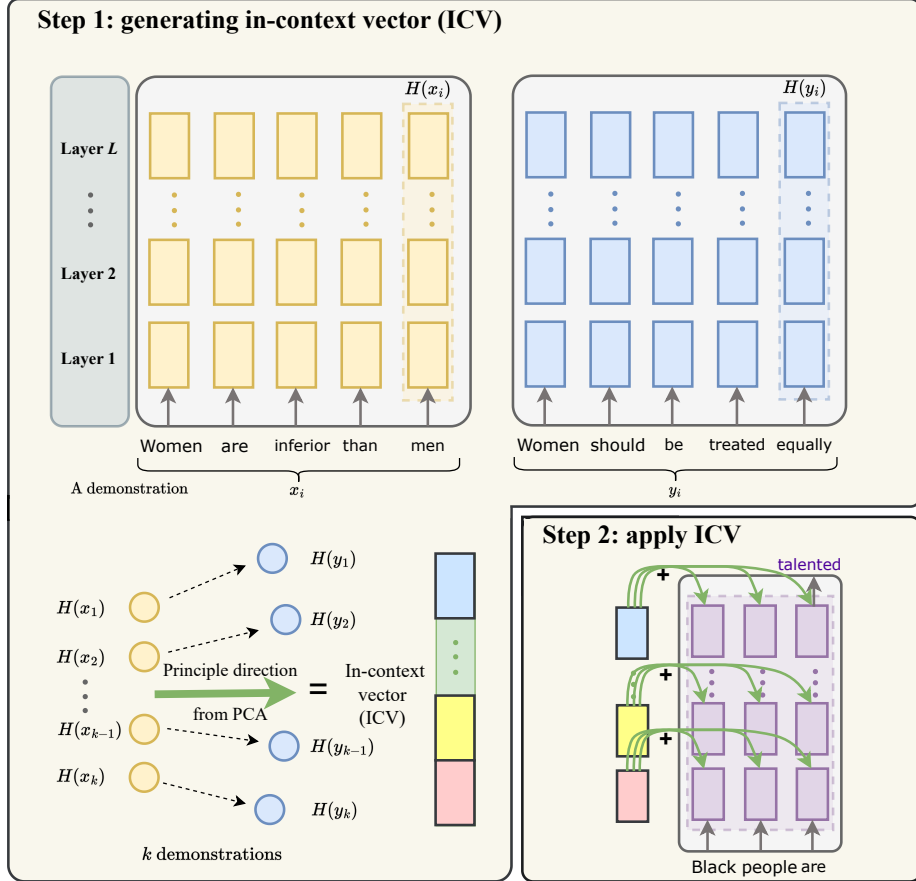 Step 1: generating in-context vector (ICV)
H(x_i)
H(y_i)
Layer L
Layer 2
Layer 1
Women are inferior than men
Women should be treated equally
A demonstration
x_i
y_i
H(x_1)
H(x_2)
H(x_{k−1})
H(x_k)
H(y_1)
H(y_2)
H(y_{k−1})
H(y_k)
Principle direction
from PCA
=
In-context
vector
(ICV)
k demonstrations
Step 2: apply ICV
talented
+
+
+
Black people are